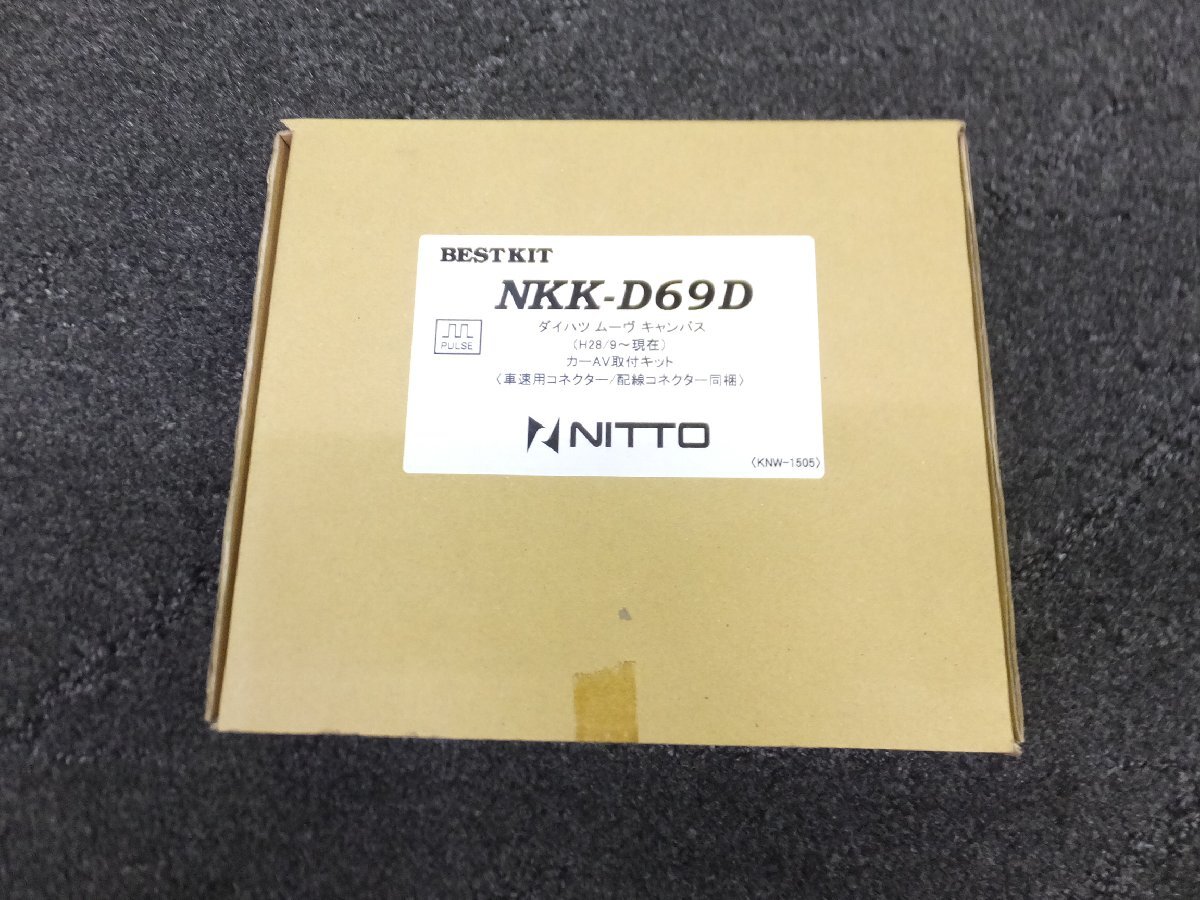 BEST KIT
NKK-D69D
PULSE
ダイハツ ムーヴ キャンバス
(H28/9～現在)
カーAV取付キット
〈車速用コネクター/配線コネクター同梱〉
NITTO
〈KNW-1505〉